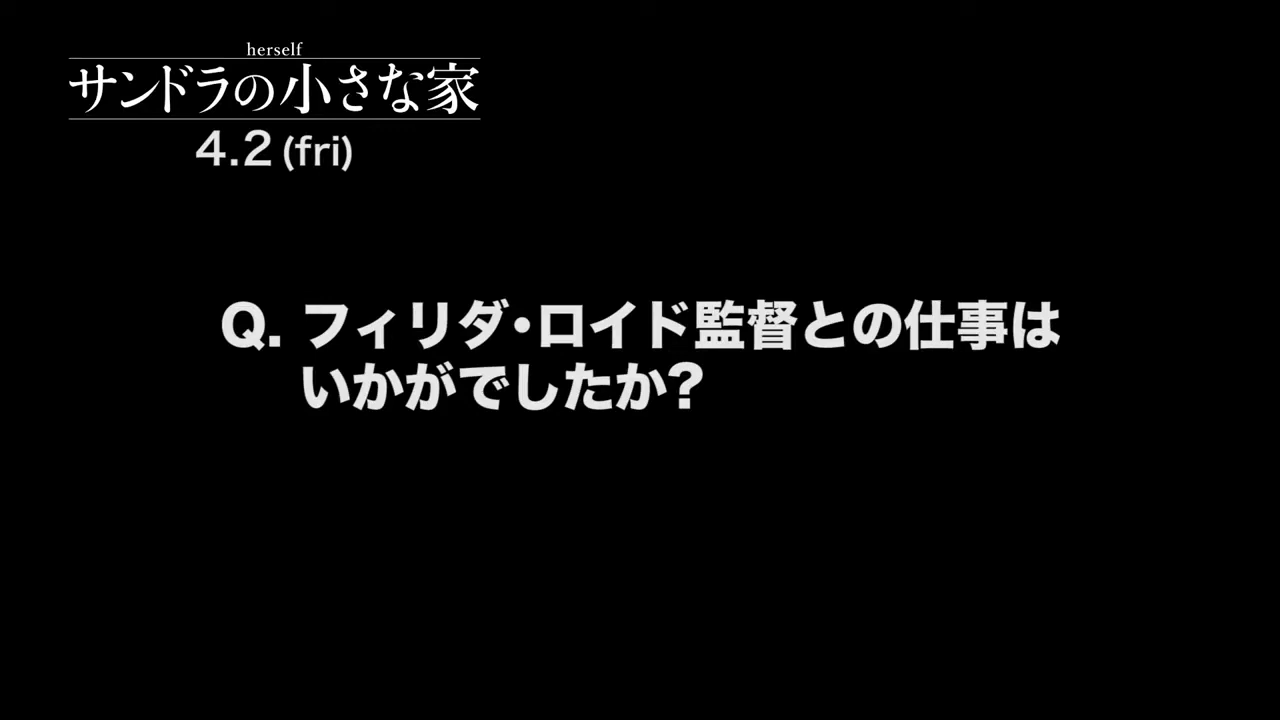 herself
サンドラの小さな家
4.2 (fri)
Q. フィリダ・ロイド監督との仕事は
いかがでしたか?